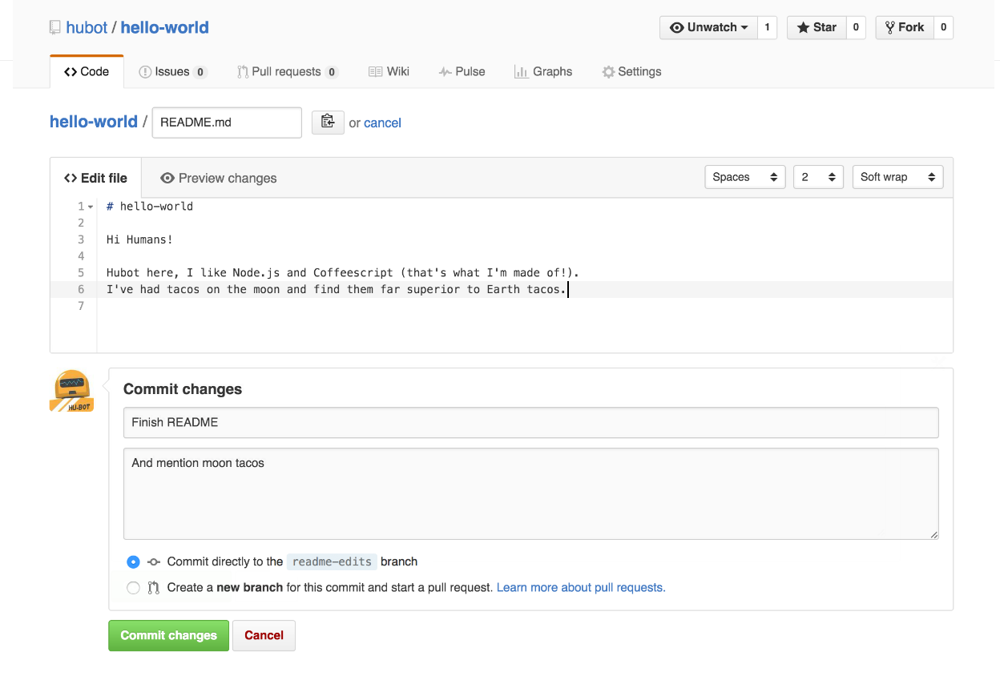 hubot / hello-world
Unwatch 1 Star 0 Fork 0
Code Issues 0 Pull requests 0 Wiki Pulse Graphs Settings
hello-world / README.md or cancel
Edit file Preview changes Spaces 2 Soft wrap
1 # hello-world
2
3 Hi Humans!
4
5 Hubot here, I like Node.js and Coffeescript (that's what I'm made of!).
6 I've had tacos on the moon and find them far superior to Earth tacos.
7
HU-BOT
Commit changes
Finish README
And mention moon tacos
Commit directly to the readme-edits branch
Create a new branch for this commit and start a pull request. Learn more about pull requests.
Commit changes Cancel